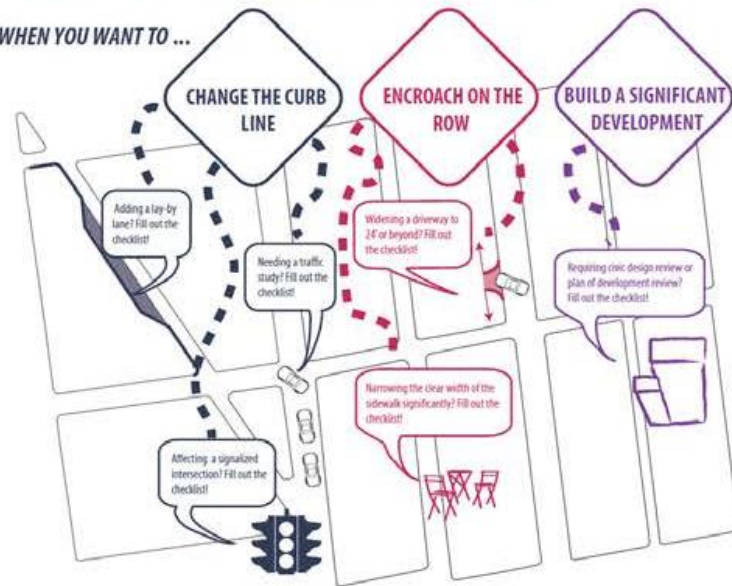 WHEN YOU WANT TO ...
CHANGE THE CURB
LINE
ENCROACH ON THE
ROW
BUILD A SIGNIFICANT
DEVELOPMENT
Adding a lay-by
lane? Fill out the
checklist!
Needing a traffic
study? Fill out the
checklist!
Widening a driveway to
24' or beyond? Fill out
the checklist!
Requiring civic design review or
plan of development review?
Fill out the checklist!
Narrowing the clear width of the
sidewalk significantly? Fill out the
checklist!
Affecting a signalized
intersection? Fill out the
checklist!